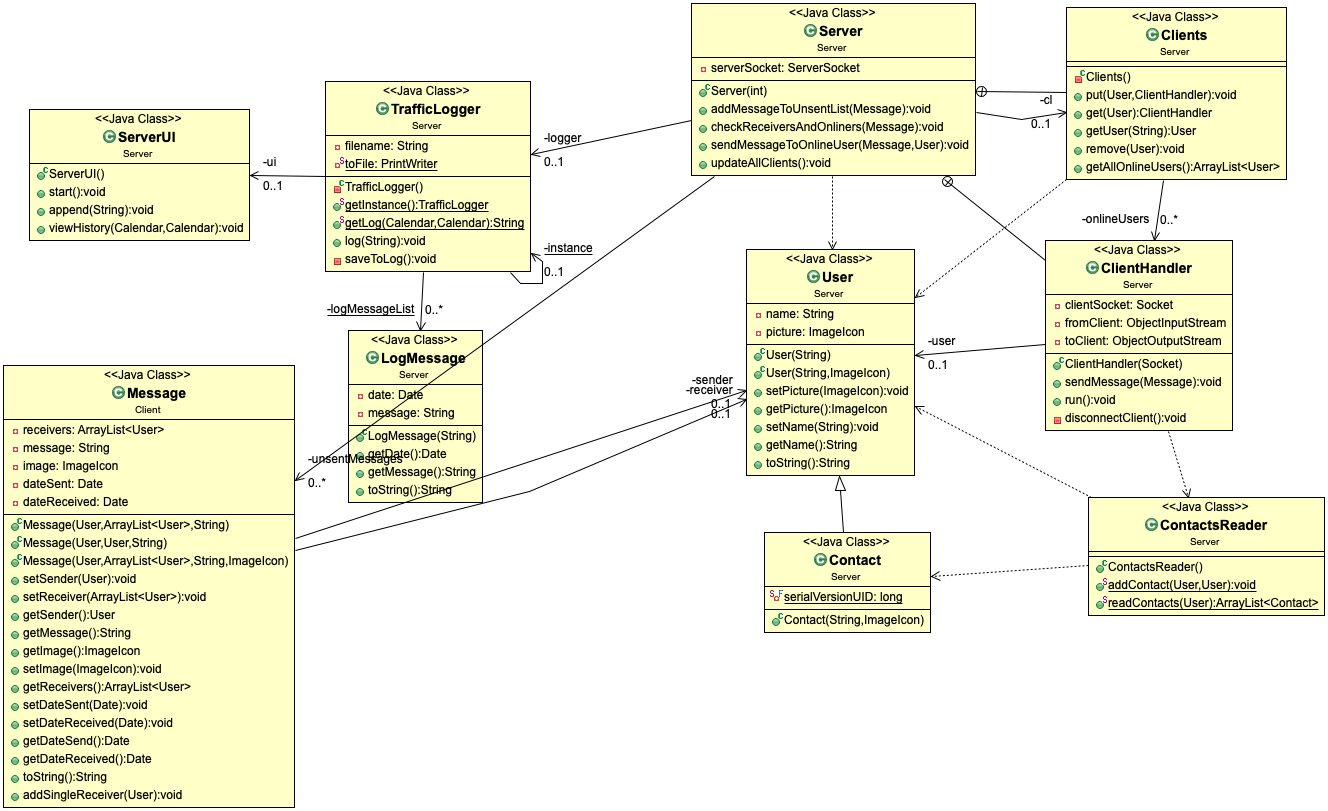 <<Java Class>>
Server
Server
serverSocket: ServerSocket
Server(int)
addMessageToUnsentList(Message):void
checkReceiversAndOnliners(Message):void
sendMessageToOnlineUser(Message,User):void
updateAllClients():void
<<Java Class>>
Clients
Server
Clients()
put(User,ClientHandler):void
get(User):ClientHandler
getUser(String):User
remove(User):void
getAllOnlineUsers():ArrayList<User>
-cl
0..1
<<Java Class>>
TrafficLogger
Server
filename: String
toFile: PrintWriter
TrafficLogger()
getInstance():TrafficLogger
getLog(Calendar,Calendar):String
log(String):void
saveToLog():void
-logger
0..1
<<Java Class>>
ServerUI
Server
ServerUI()
start():void
append(String):void
viewHistory(Calendar,Calendar):void
-ui
0..1
-instance
0..1
-onlineUsers
0..*
<<Java Class>>
User
Server
name: String
picture: ImageIcon
User(String)
User(String,ImageIcon)
setPicture(ImageIcon):void
getPicture():ImageIcon
setName(String):void
getName():String
toString():String
<<Java Class>>
ClientHandler
Server
clientSocket: Socket
fromClient: ObjectInputStream
toClient: ObjectOutputStream
ClientHandler(Socket)
sendMessage(Message):void
run():void
disconnectClient():void
-user
0..1
-logMessageList
0..*
<<Java Class>>
LogMessage
Server
date: Date
message: String
LogMessage(String)
getDate():Date
getMessage():String
toString():String
-sender
-receiver
0..1
0..1
-unsentMessages
0..*
<<Java Class>>
Message
Client
receivers: ArrayList<User>
message: String
image: ImageIcon
dateSent: Date
dateReceived: Date
Message(User,ArrayList<User>,String)
Message(User,User,String)
Message(User,ArrayList<User>,String,ImageIcon)
setSender(User):void
setReceiver(ArrayList<User>):void
getSender():User
getMessage():String
getImage():ImageIcon
setImage(ImageIcon):void
getReceivers():ArrayList<User>
setDateSent(Date):void
setDateReceived(Date):void
getDateSend():Date
getDateReceived():Date
toString():String
addSingleReceiver(User):void
<<Java Class>>
Contact
Server
serialVersionUID: long
Contact(String,ImageIcon)
<<Java Class>>
ContactsReader
Server
ContactsReader()
addContact(User,User):void
readContacts(User):ArrayList<Contact>